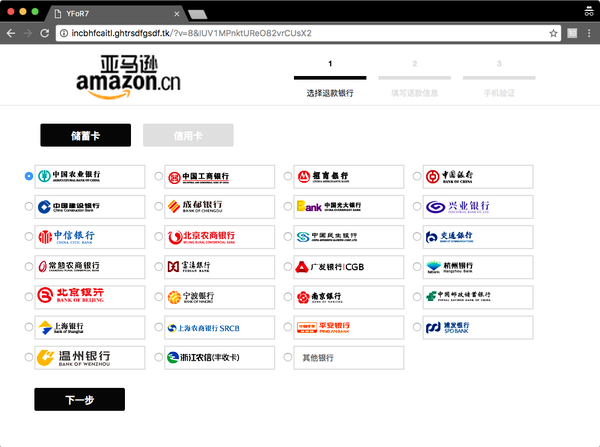 YFoR7
incbhfcaitl.ghtrsdfgsdf.tk/?v=8&IUV1MPnktUReO82vrCUsX2
亚马逊
amazon.cn
1
2
3
选择退款银行
填写退款信息
手机验证
储蓄卡
信用卡
中国农业银行
AGRICULTURAL BANK OF CHINA
中国工商银行
招商银行
CHINA MERCHANTS BANK
中国银行
BANK OF CHINA
中国建设银行
China Construction Bank
成都银行
BANK OF CHENGDU
Bank 中国光大银行
CHINA EVERBRIGHT BANK
兴业银行
INDUSTRIAL BANK CO.,LTD.
中信银行
CHINA CITIC BANK
北京农商银行
BEIJING RURAL COMMERCIAL BANK
中国民生银行
CHINA MINSHENG BANKING CORP.,LTD.
交通银行
BANK OF COMMUNICATIONS
常熟农商银行
富滇银行
FUDIAN BANK
广发银行|CGB
杭州银行
Hangzhou Bank
北京银行
BANK OF BEIJING
宁波银行
BANK OF NINGBO
南京银行
BANK OF NANJING
中国邮政储蓄银行
POSTAL SAVINGS BANK OF CHINA
上海银行
Bank of Shanghai
上海农商银行 SRCB
平安银行
PING AN BANK
浦发银行
SPD BANK
温州银行
BANK OF WENZHOU
浙江农信(丰收卡)
其他银行
下一步